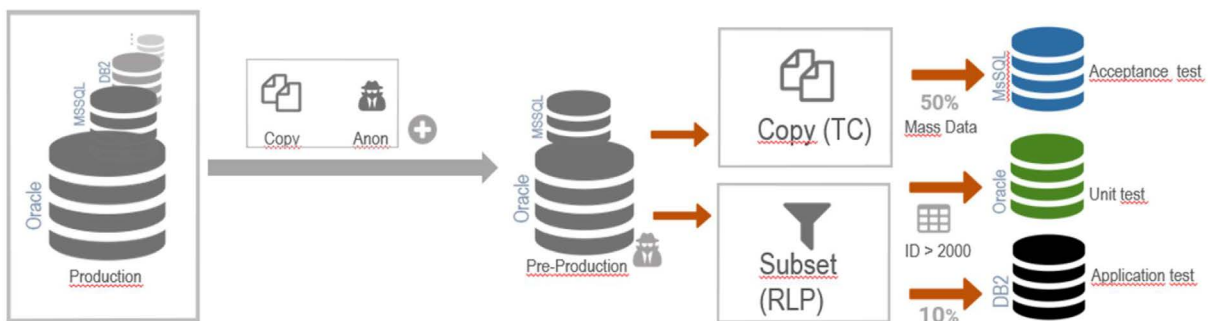 DB2
MSSQL
Oracle
Production
Copy
Anon
MSSQL
Oracle
Pre-Production
Copy (TC)
50%
Mass Data
MsSQL
Acceptance test
Subset
(RLP)
ID > 2000
10%
Oracle
Unit test
DB2
Application test